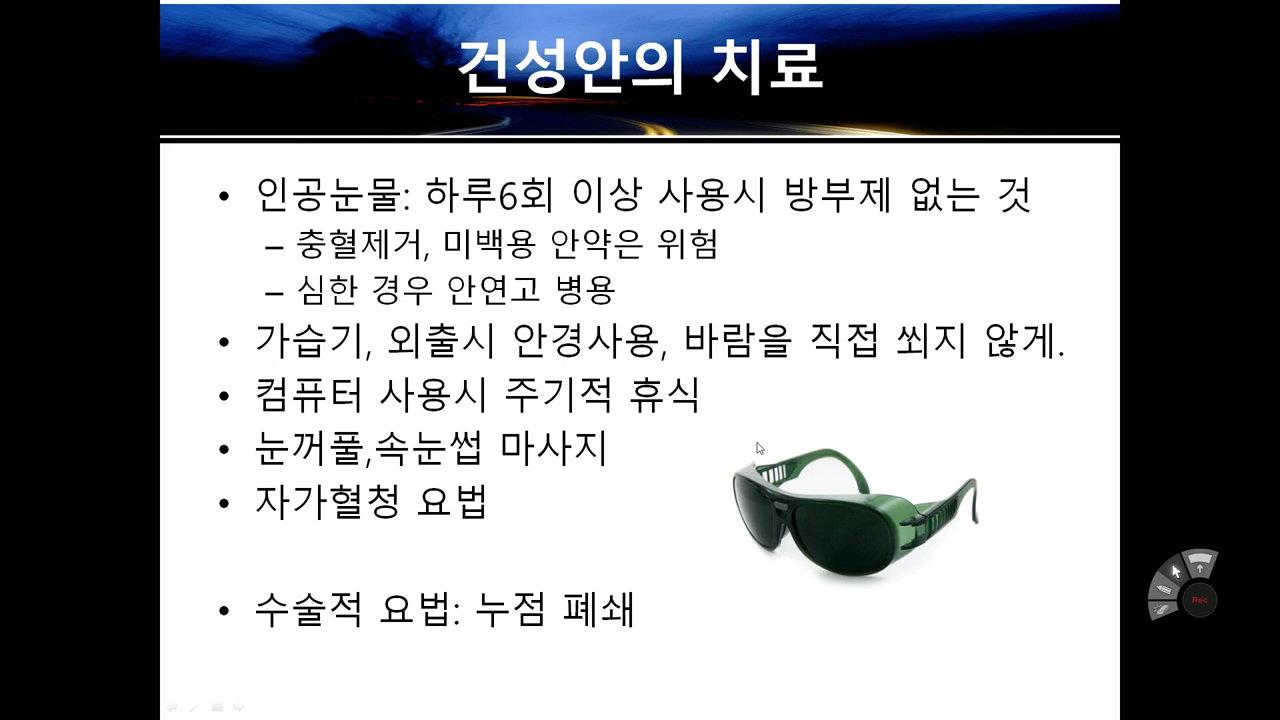 건성안의 치료
• 인공눈물: 하루6회 이상 사용시 방부제 없는 것
– 충혈제거, 미백용 안약은 위험
– 심한 경우 안연고 병용
• 가습기, 외출시 안경사용, 바람을 직접 쐬지 않게.
• 컴퓨터 사용시 주기적 휴식
• 눈꺼풀,속눈썹 마사지
• 자가혈청 요법
• 수술적 요법: 누점 폐쇄
Rec